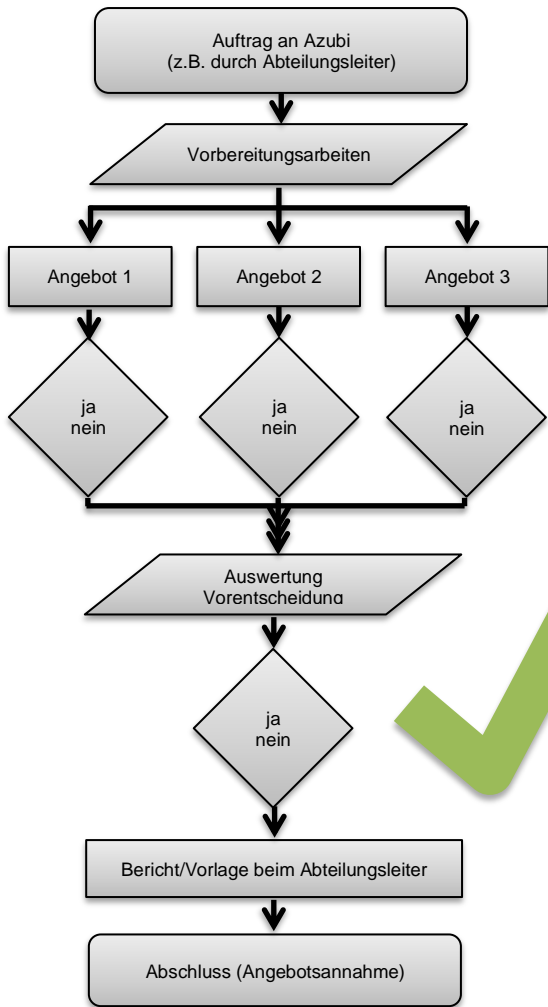 Auftrag an Azubi
(z.B. durch Abteilungsleiter)
Vorbereitungsarbeiten
Angebot 1
Angebot 2
Angebot 3
ja
nein
ja
nein
ja
nein
Auswertung
Vorentscheidung
ja
nein
Bericht/Vorlage beim Abteilungsleiter
Abschluss (Angebotsannahme)